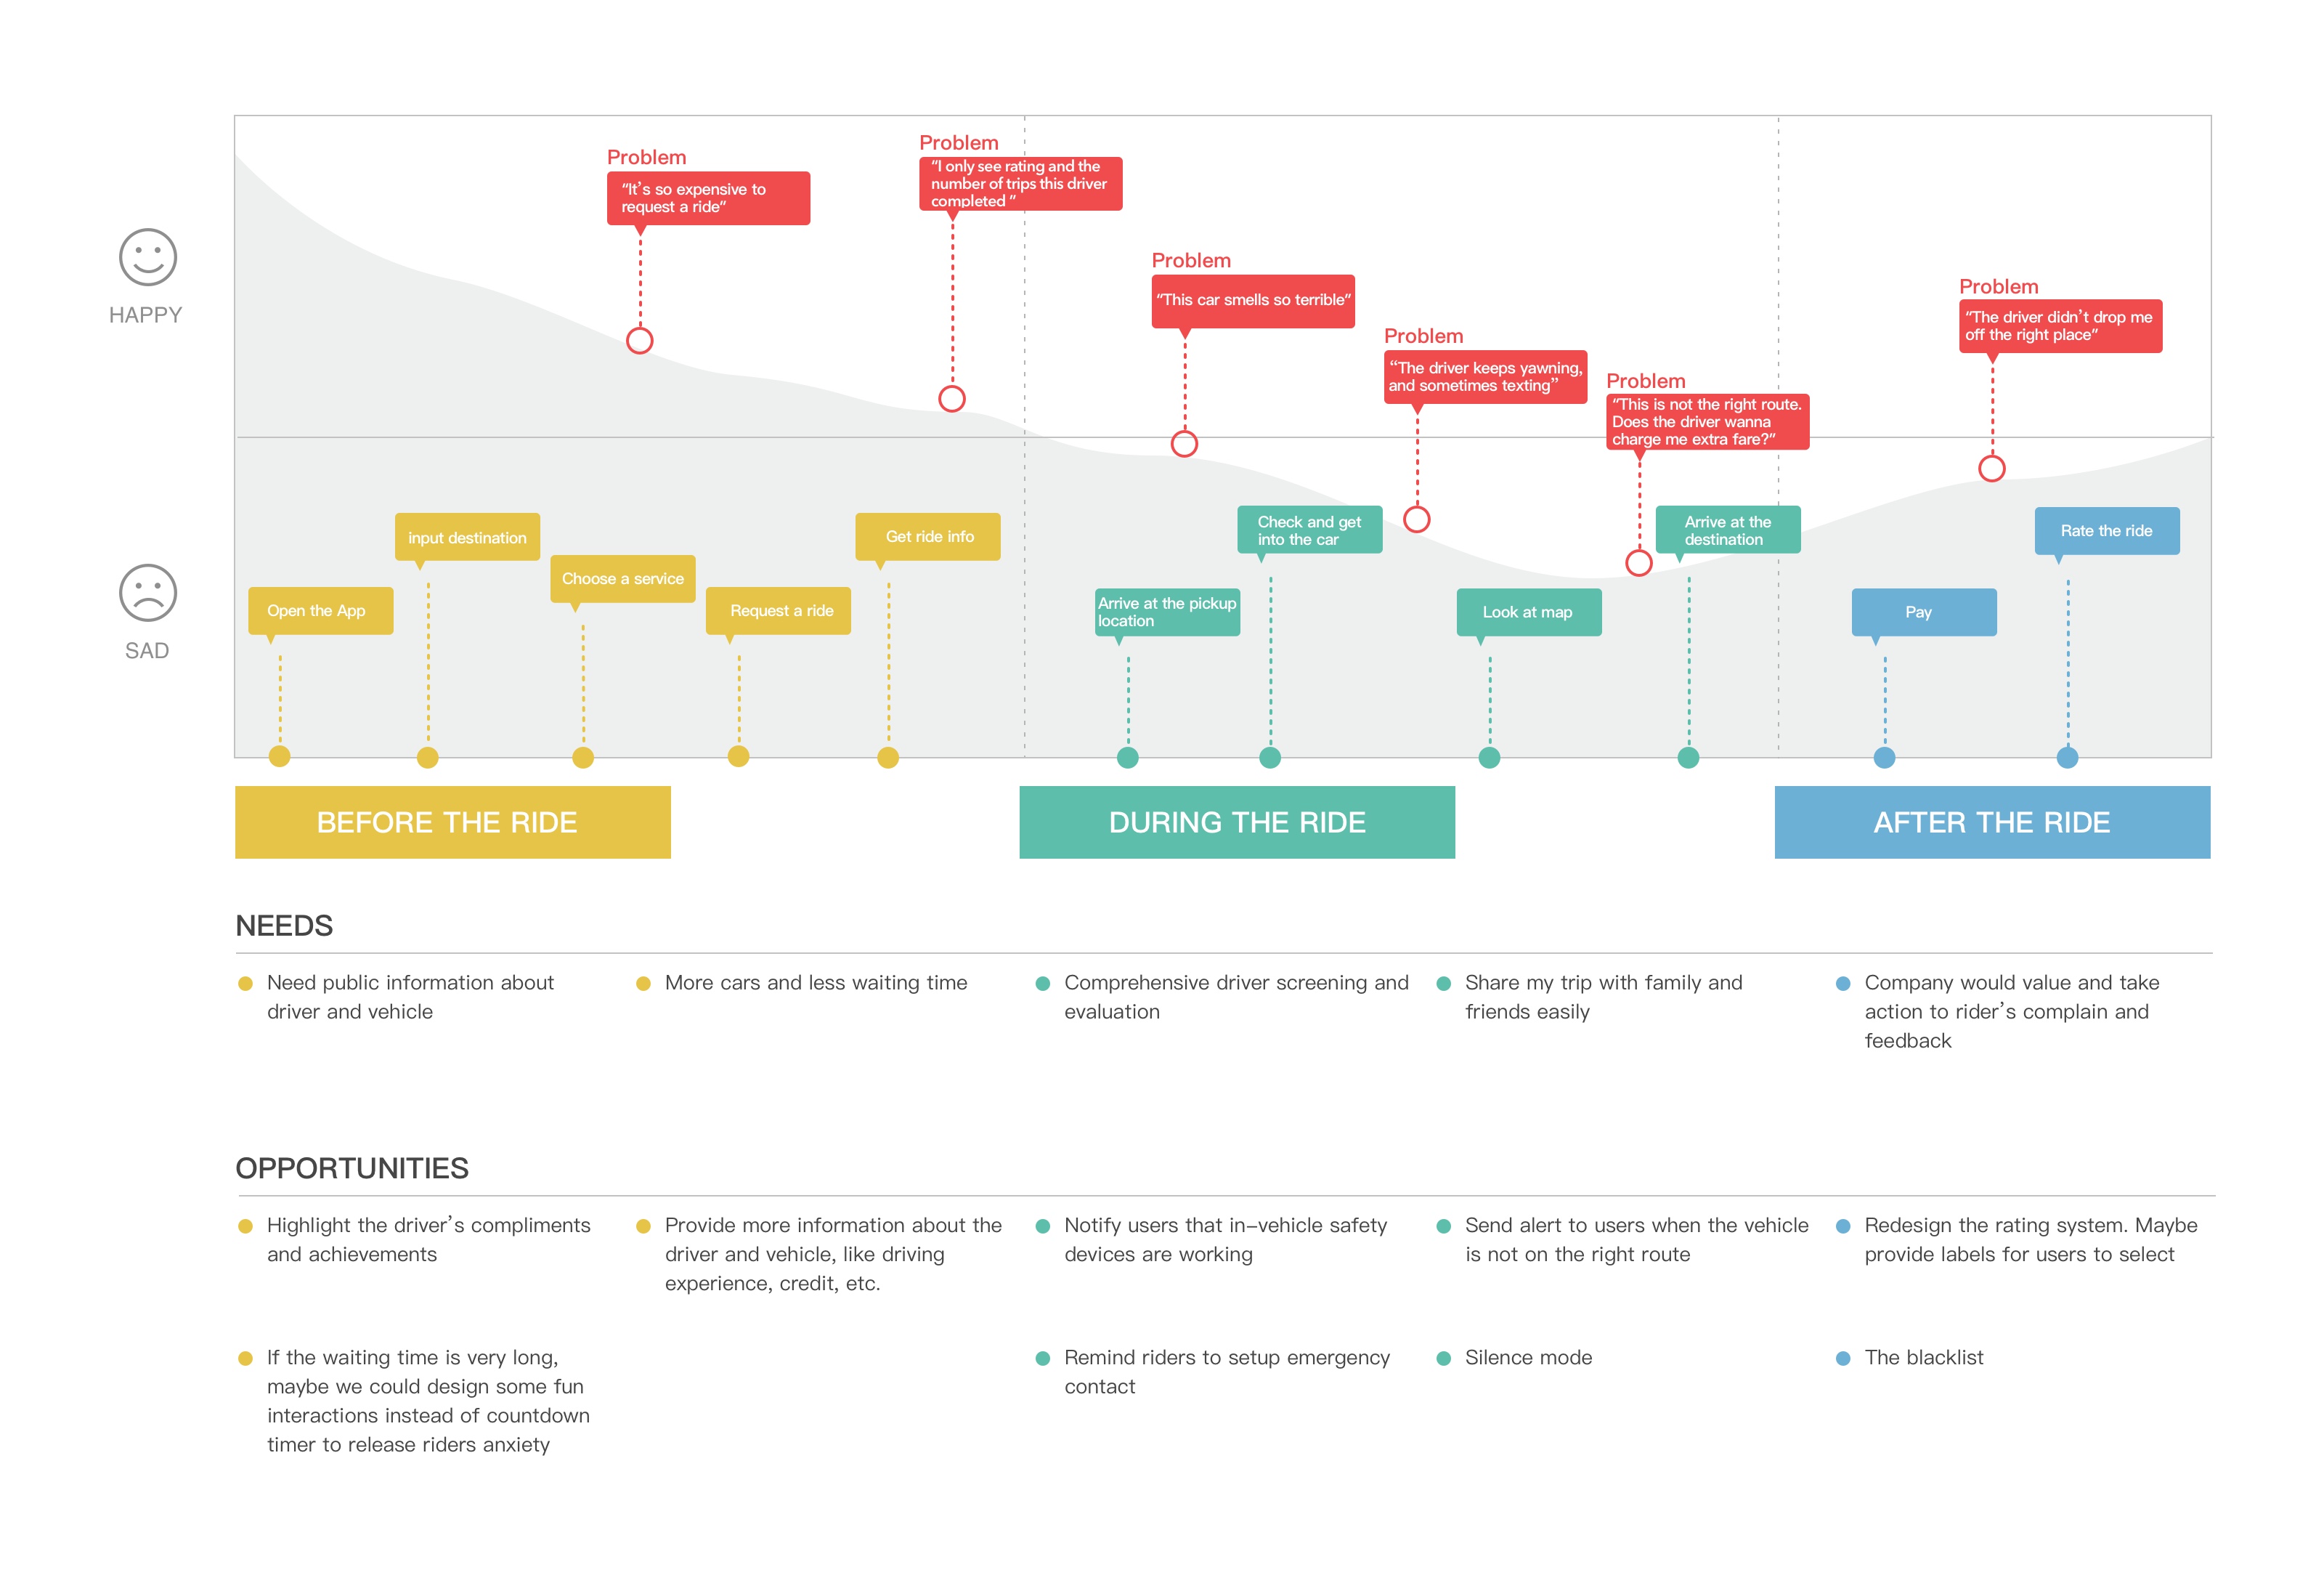 HAPPY
SAD
Problem
"It's so expensive to
request a ride"
Problem
"I only see rating and the
number of trips this driver
completed "
Problem
"This car smells so terrible"
Problem
"The driver keeps yawning,
and sometimes texting"
Problem
"This is not the right route.
Does the driver wanna
charge me extra fare?"
Problem
"The driver didn't drop me
off the right place"
Open the App
input destination
Choose a service
Request a ride
Get ride info
Arrive at the pickup
location
Check and get
into the car
Look at map
Arrive at the
destination
Pay
Rate the ride
BEFORE THE RIDE
DURING THE RIDE
AFTER THE RIDE
NEEDS
Need public information about
driver and vehicle
More cars and less waiting time
Comprehensive driver screening and
evaluation
Share my trip with family and
friends easily
Company would value and take
action to rider's complain and
feedback
OPPORTUNITIES
Highlight the driver's compliments
and achievements
Provide more information about the
driver and vehicle, like driving
experience, credit, etc.
Notify users that in-vehicle safety
devices are working
Send alert to users when the vehicle
is not on the right route
Redesign the rating system. Maybe
provide labels for users to select
If the waiting time is very long,
maybe we could design some fun
interactions instead of countdown
timer to release riders anxiety
Remind riders to setup emergency
contact
Silence mode
The blacklist